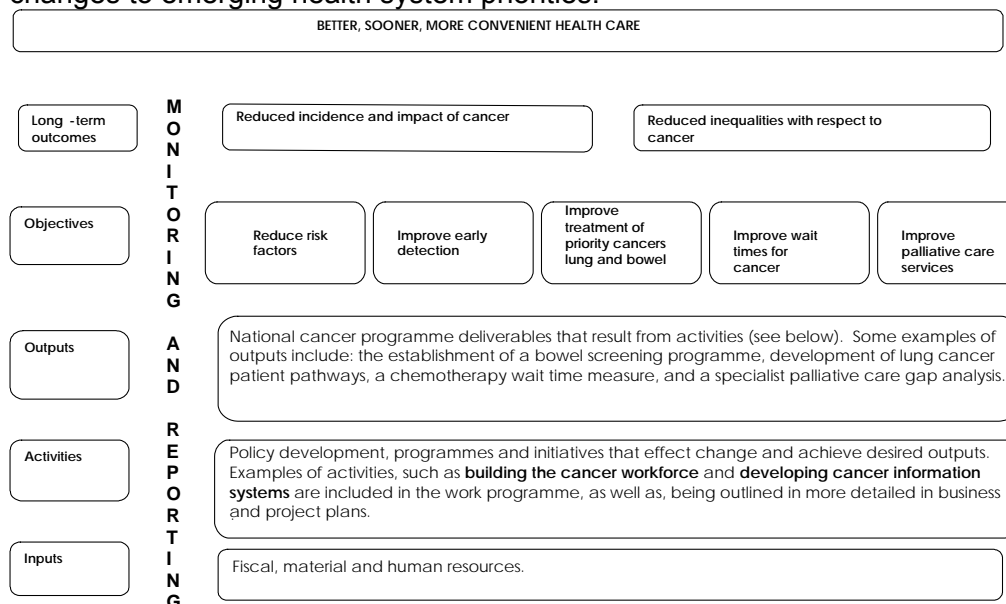 changes to emerging health system priorities.
BETTER, SOONER, MORE CONVENIENT HEALTH CARE
Long -term
outcomes
Reduced incidence and impact of cancer
Reduced inequalities with respect to
cancer
Objectives
Reduce risk
factors
Improve early
detection
Improve
treatment of
priority cancers
lung and bowel
Improve wait
times for
cancer
Improve
palliative care
services
Outputs
National cancer programme deliverables that result from activities (see below). Some examples of
outputs include: the establishment of a bowel screening programme, development of lung cancer
patient pathways, a chemotherapy wait time measure, and a specialist palliative care gap analysis.
Activities
Policy development, programmes and initiatives that effect change and achieve desired outputs.
Examples of activities, such as building the cancer workforce and developing cancer information
systems are included in the work programme, as well as, being outlined in more detailed in business
and project plans.
Inputs
Fiscal, material and human resources.
M
O
N
I
T
O
R
I
N
G
A
N
D
R
E
P
O
R
T
I
N
G